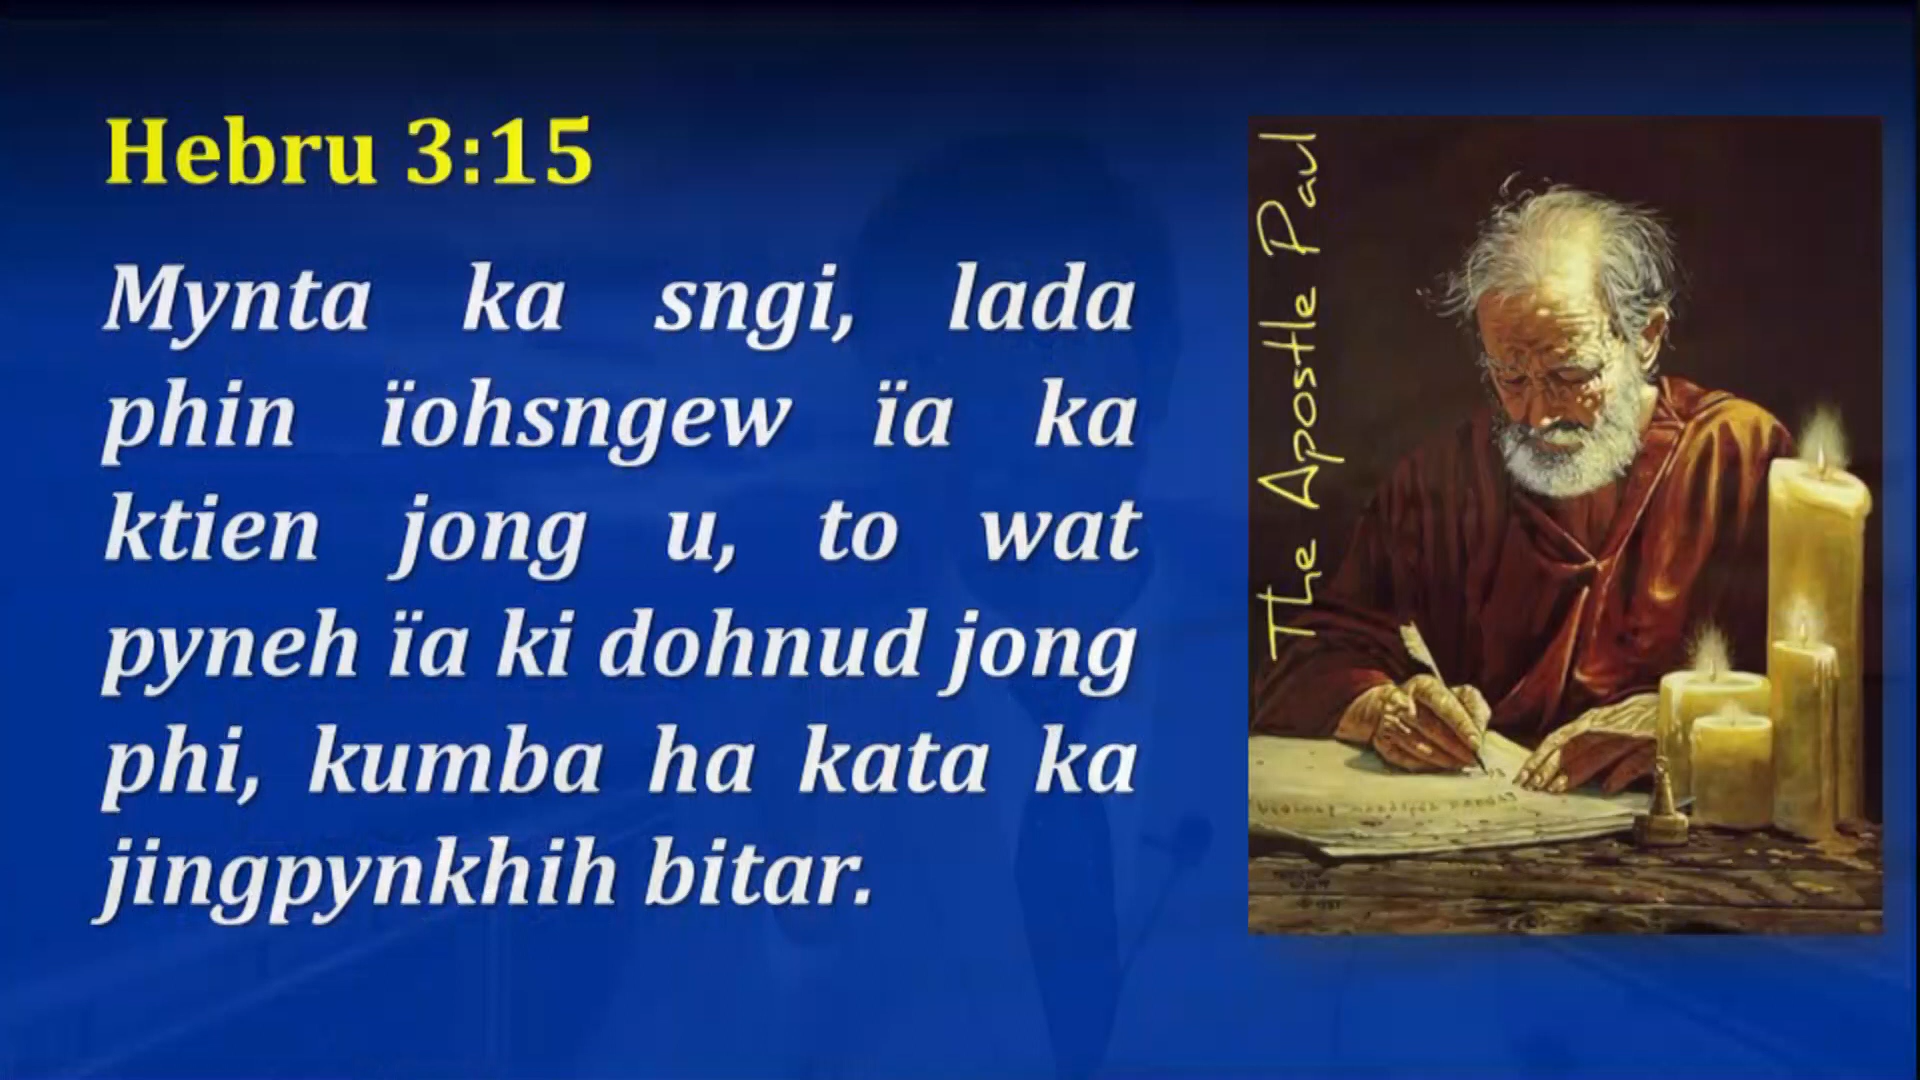 Hebru 3:15
Mynta ka sngi, lada
phin ïohsngew ïa ka
ktien jong u, to wat
pyneh ïa ki dohnud jong
phi, kumba ha kata ka
jingpynkhih bitar.
The Apostle Paul